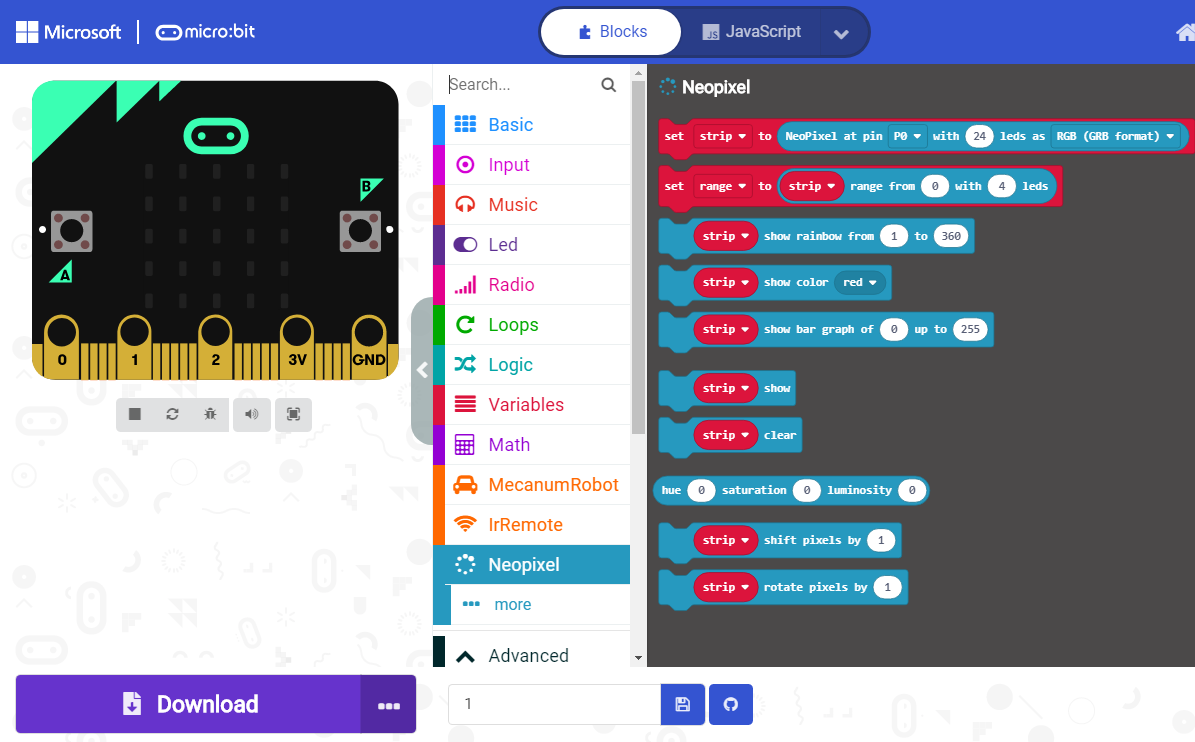 Microsoft micro:bit Blocks JavaScript
Search...
Basic
Input
Music
Led
Radio
Loops
Logic
Variables
Math
MecanumRobot
IrRemote
Neopixel
more
Advanced
B
A
0 1 2 3V GND
Neopixel
set strip to NeoPixel at pin P0 with 24 leds as RGB (GRB format)
set range to strip range from 0 with 4 leds
strip show rainbow from 1 to 360
strip show color red
strip show bar graph of 0 up to 255
strip show
strip clear
hue 0 saturation 0 luminosity 0
strip shift pixels by 1
strip rotate pixels by 1
Download
1